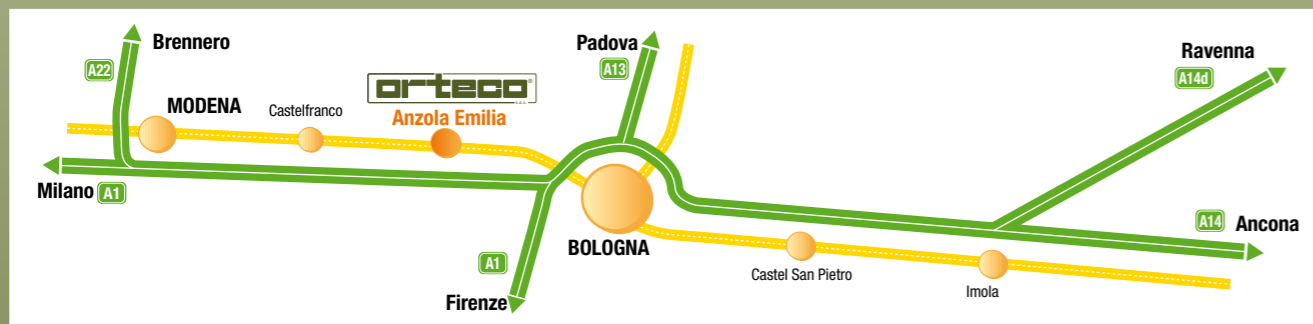 Brennero
A22
MODENA
Castelfranco
orteco
Anzola Emilia
Padova
A13
Ravenna
A14d
Milano A1
A1
Firenze
BOLOGNA
Castel San Pietro
Imola
A14
Ancona